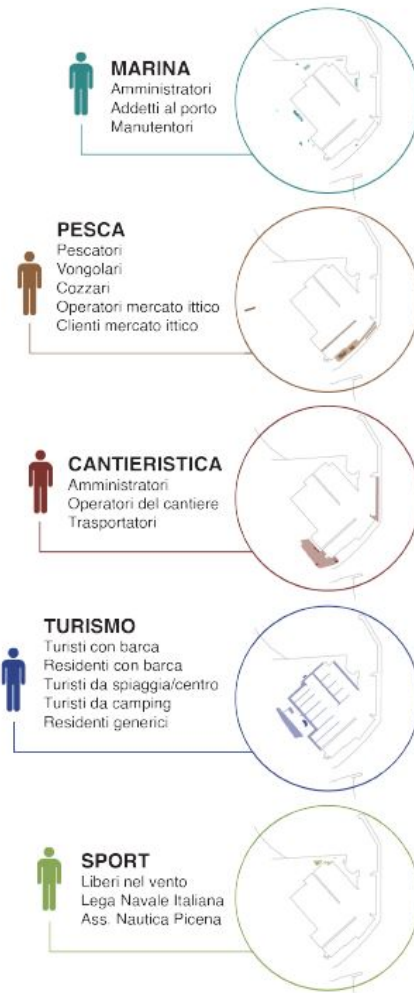 MARINA
Amministratori
Addetti al porto
Manutentori
PESCA
Pescatori
Vongolari
Cozzari
Operatori mercato ittico
Clienti mercato ittico
CANTIERISTICA
Amministratori
Operatori del cantiere
Trasportatori
TURISMO
Turisti con barca
Residenti con barca
Turisti da spiaggia/centro
Turisti da camping
Residenti generici
SPORT
Liberi nel vento
Lega Navale Italiana
Ass. Nautica Picena